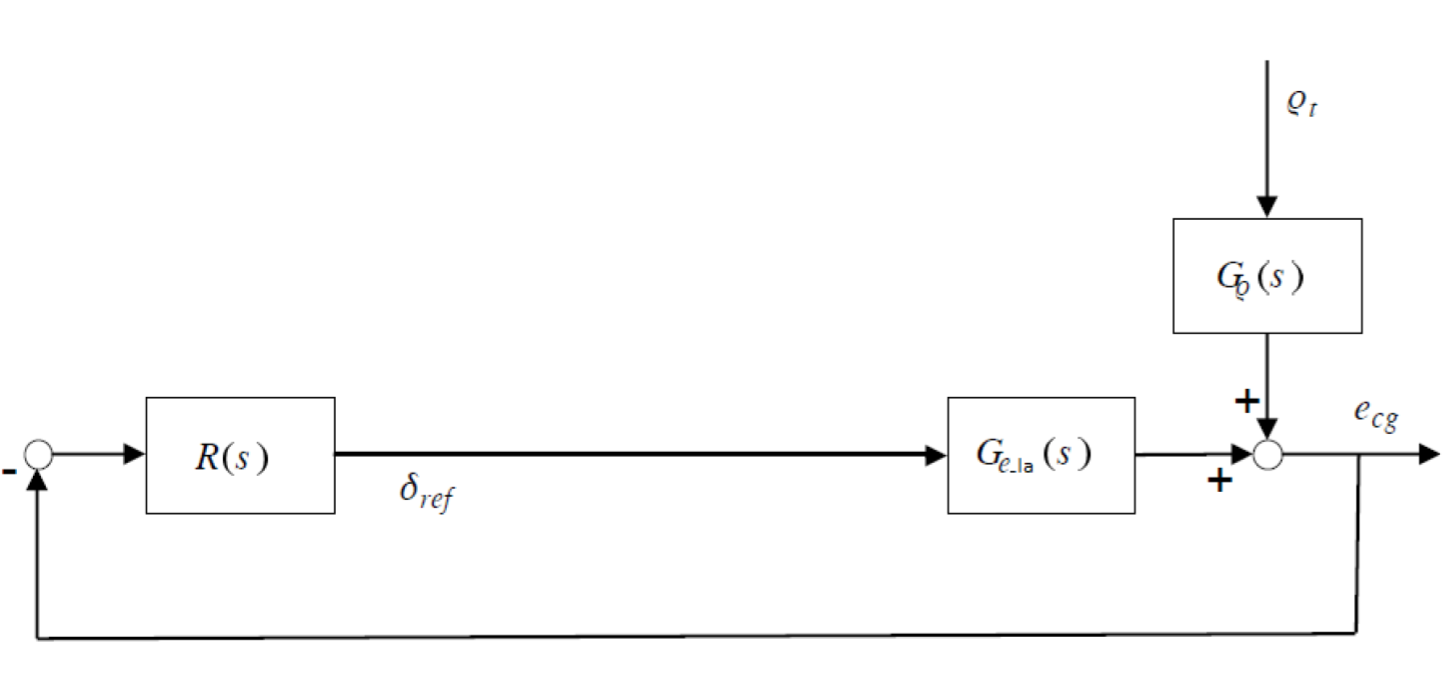 ϱ_t
G_ϱ(s)
+
e_cg
R(s)
G_e_la(s)
-
+
δ_ref